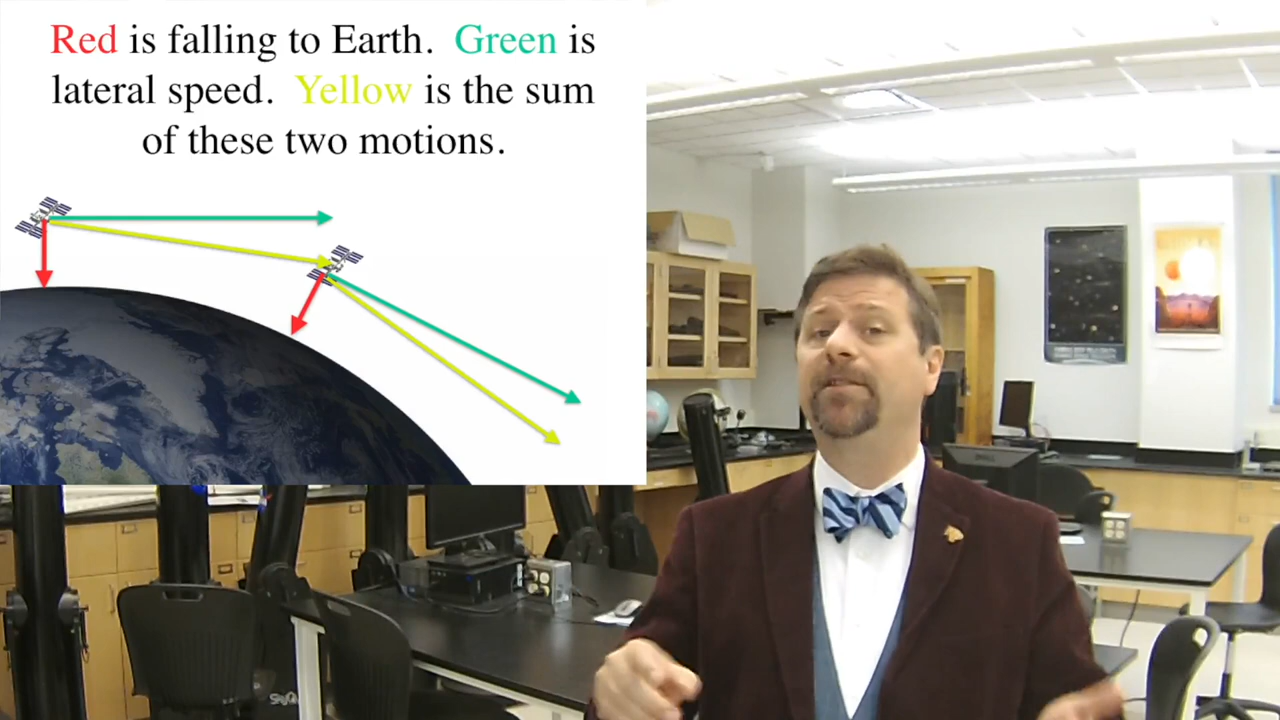 Red is falling to Earth. Green is
lateral speed. Yellow is the sum
of these two motions.